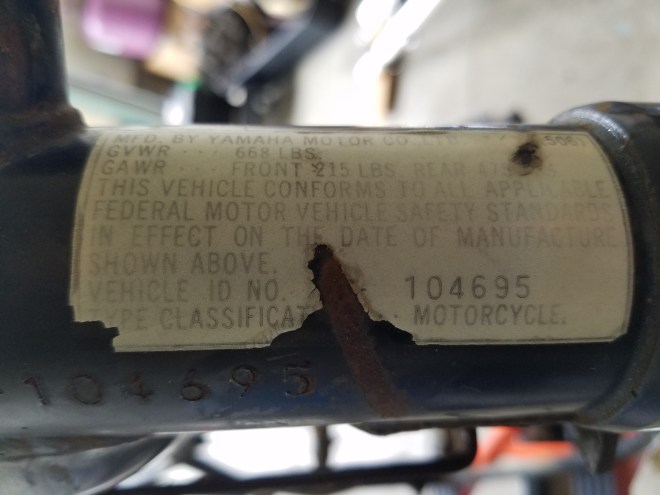 MFD. BY YAMAHA MOTOR CO. LTD.
GVWR 668 LBS.
GAWR FRONT 215 LBS. REAR
THIS VEHICLE CONFORMS TO ALL APPLICABLE
FEDERAL MOTOR VEHICLE SAFETY STANDARDS
IN EFFECT ON THE DATE OF MANUFACTURE
SHOWN ABOVE.
VEHICLE ID NO. 104695
MOTORCYCLE.
104695